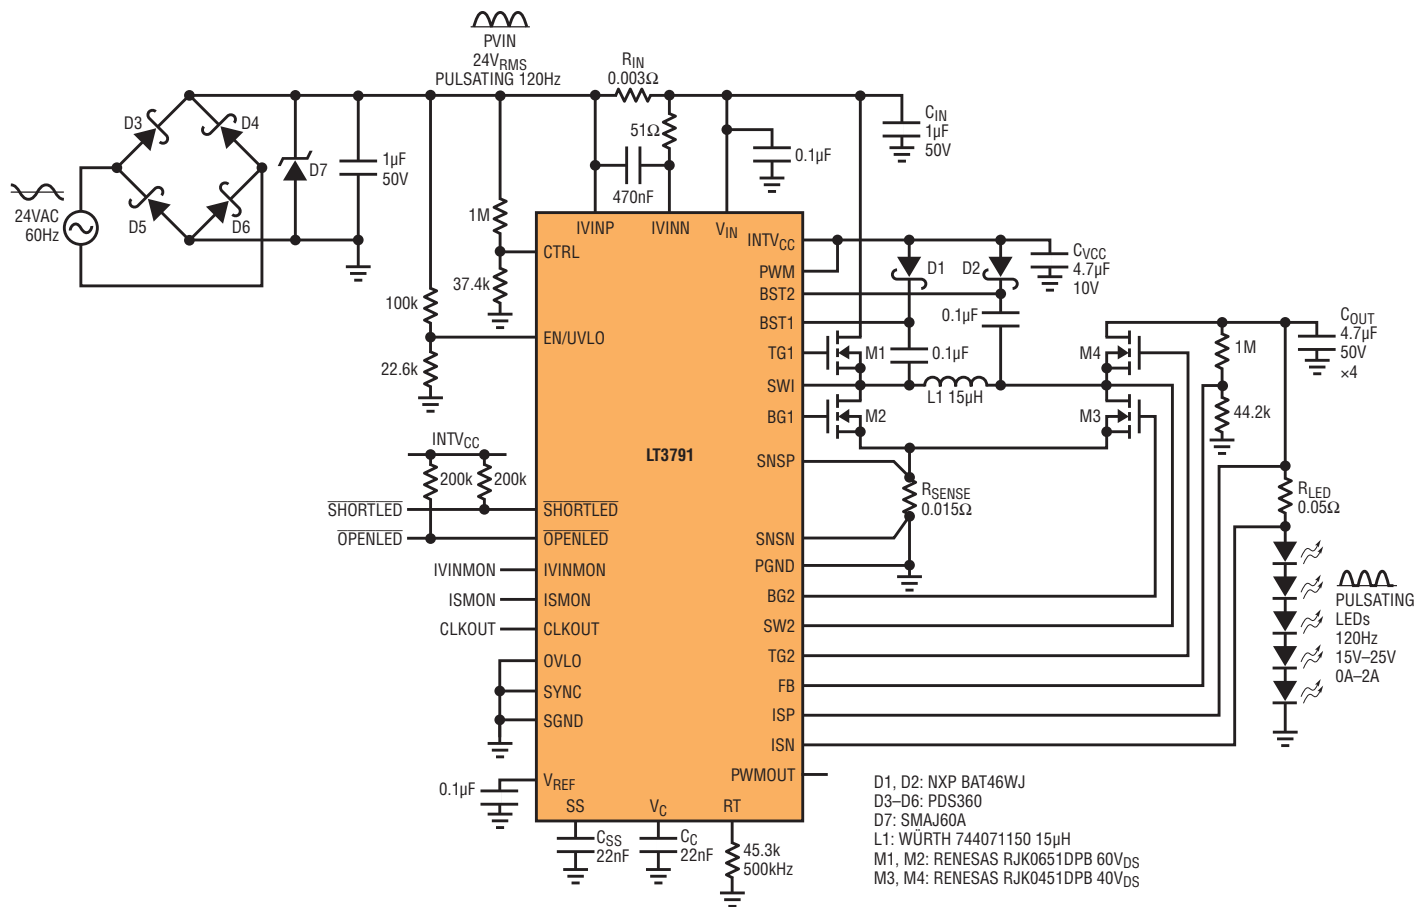 PVIN
24VRMS
PULSATING 120Hz
RIN
0.003Ω
D3
D4
D5
D6
D7
24VAC
60Hz
1µF
50V
1M
37.4k
100k
22.6k
51Ω
470nF
0.1µF
CIN
1µF
50V
IVINP
IVINN
VIN
INTVCC
PWM
BST2
BST1
TG1
SWI
BG1
SNSP
SNSN
PGND
BG2
SW2
TG2
FB
ISP
ISN
PWMOUT
CTRL
EN/UVLO
LT3791
SHORTLED
OPENLED
IVINMON
ISMON
CLKOUT
OVLO
SYNC
SGND
VREF
SS
VC
RT
INTVCC
200k
200k
SHORTLED
OPENLED
IVINMON
ISMON
CLKOUT
0.1µF
CSS
22nF
CC
22nF
45.3k
500kHz
D1
D2
CVCC
4.7µF
10V
0.1µF
0.1µF
M1
M2
M4
M3
L1 15µH
RSENSE
0.015Ω
1M
44.2k
COUT
4.7µF
50V
×4
RLED
0.05Ω
PULSATING
LEDs
120Hz
15V–25V
0A–2A
D1, D2: NXP BAT46WJ
D3–D6: PDS360
D7: SMAJ60A
L1: WÜRTH 744071150 15µH
M1, M2: RENESAS RJK0651DPB 60VDS
M3, M4: RENESAS RJK0451DPB 40VDS